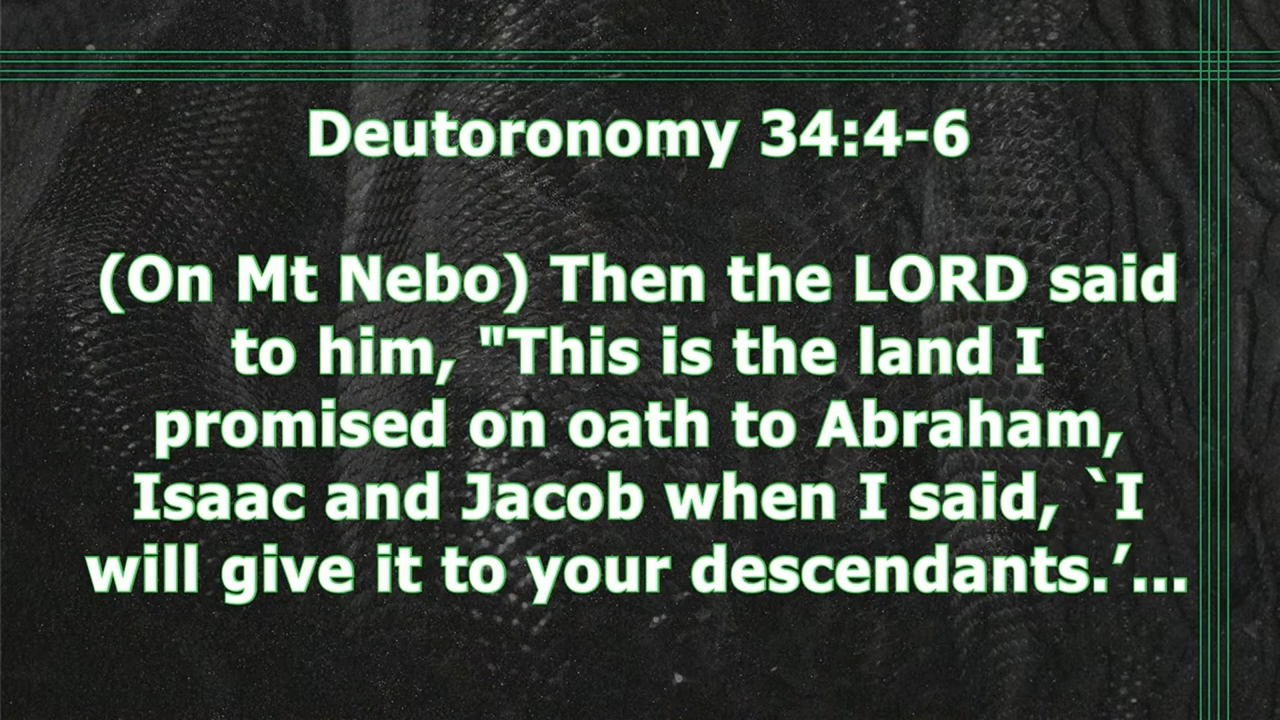 Deutoronomy 34:4-6
(On Mt Nebo) Then the LORD said
to him, "This is the land I
promised on oath to Abraham,
Isaac and Jacob when I said, `I
will give it to your descendants.’...